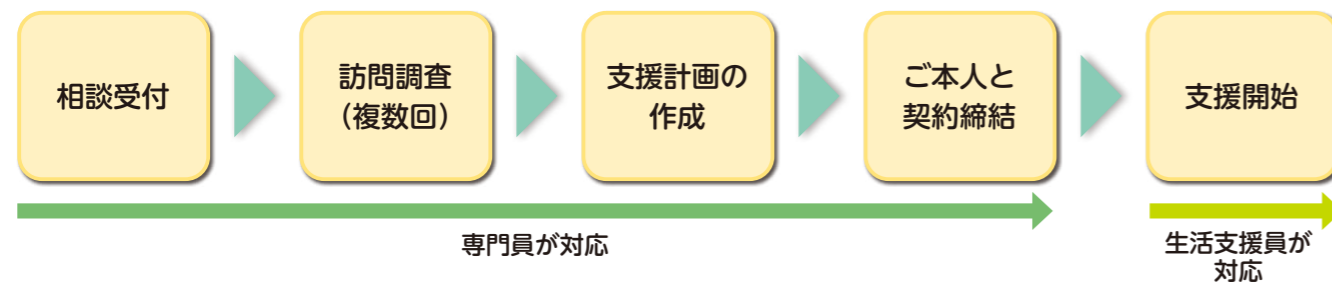 相談受付
訪問調査
（複数回）
支援計画の
作成
ご本人と
契約締結
支援開始
専門員が対応
生活支援員が
対応